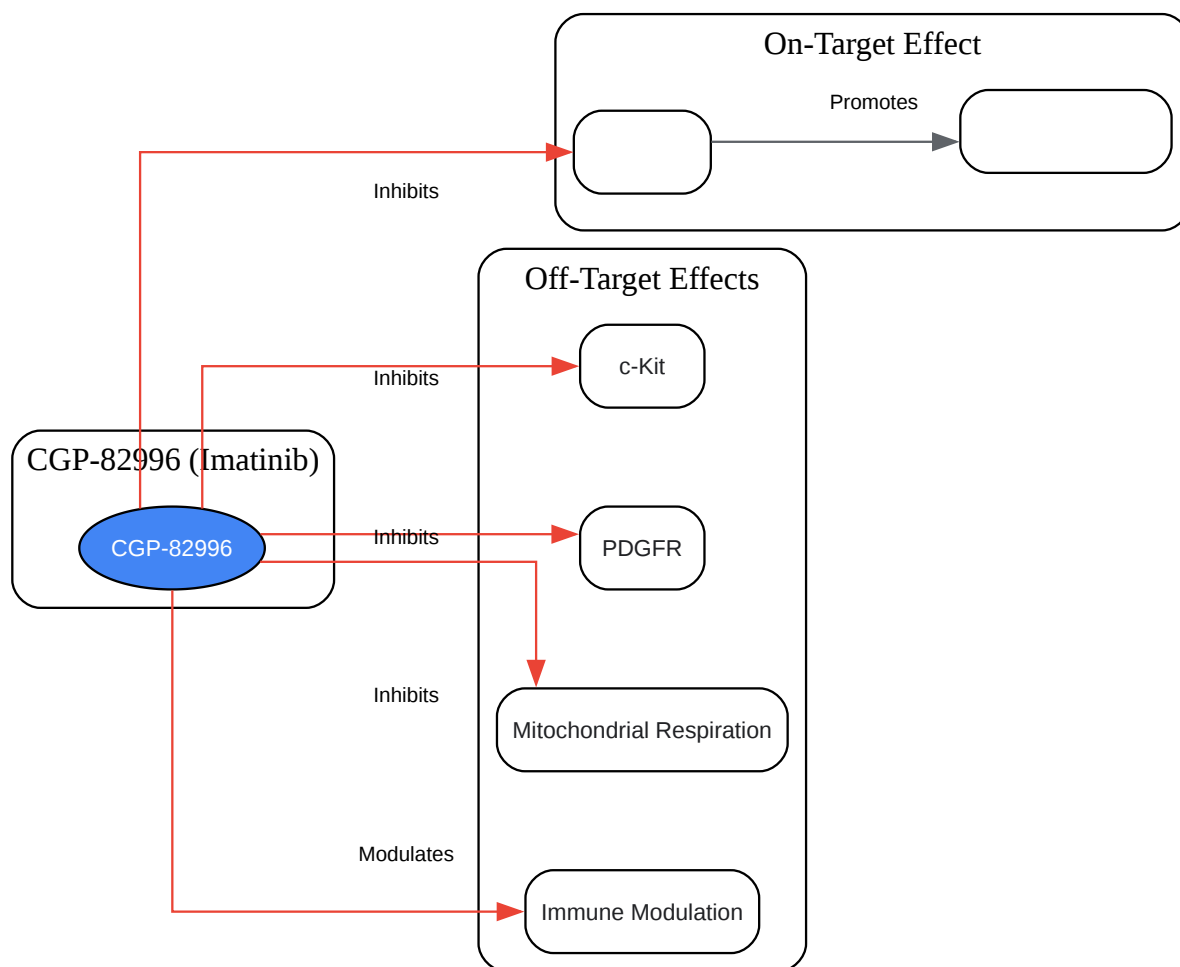 On-Target Effect
Promotes
Inhibits
Off-Target Effects
c-Kit
Inhibits
CGP-82996 (Imatinib)
CGP-82996
Inhibits
PDGFR
Inhibits
Mitochondrial Respiration
Modulates
Immune Modulation